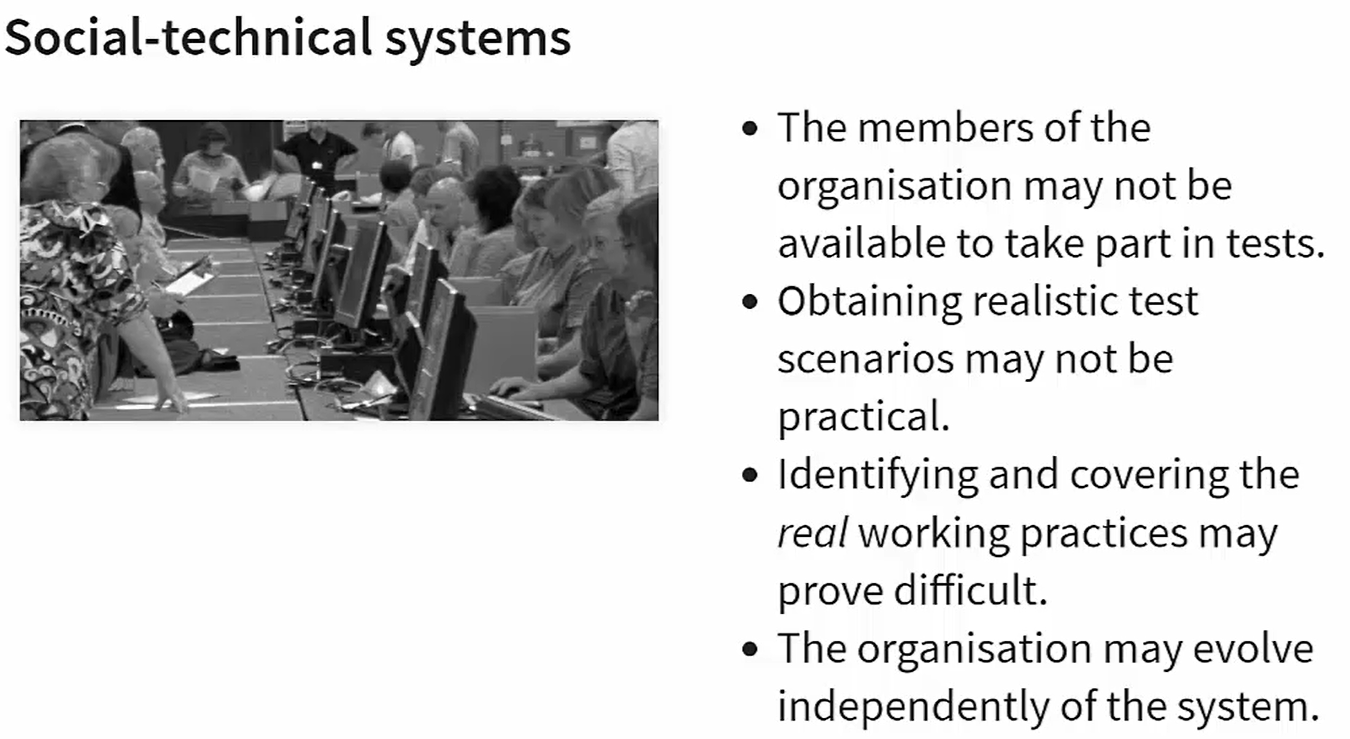 Social-technical systems
• The members of the
organisation may not be
available to take part in tests.
• Obtaining realistic test
scenarios may not be
practical.
• Identifying and covering the
real working practices may
prove difficult.
• The organisation may evolve
independently of the system.